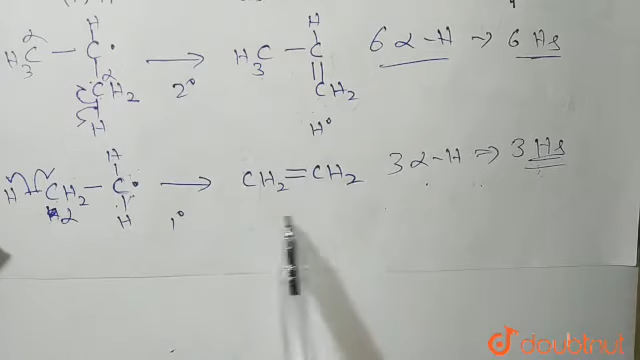 H
H₃C^α — C• → H₃C — C 6 α-H → 6 Hs
α CH₂ 2° || CH₂
H H°
H
H CH₂ — C• → CH₂=CH₂ 3 α-H ⇒ 3 Hs
α H 1°
doubtnut